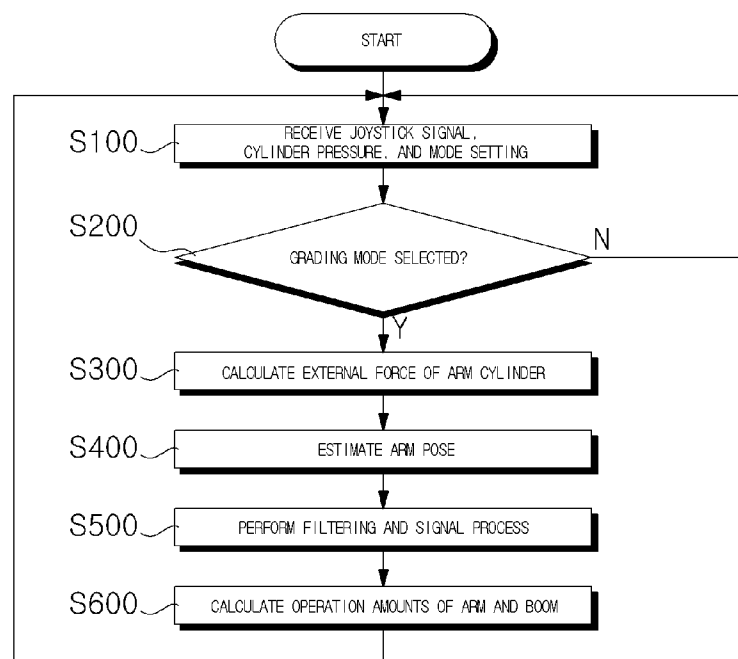 START
S100
RECEIVE JOYSTICK SIGNAL,
CYLINDER PRESSURE, AND MODE SETTING
S200
GRADING MODE SELECTED?
N
Y
S300
CALCULATE EXTERNAL FORCE OF ARM CYLINDER
S400
ESTIMATE ARM POSE
S500
PERFORM FILTERING AND SIGNAL PROCESS
S600
CALCULATE OPERATION AMOUNTS OF ARM AND BOOM